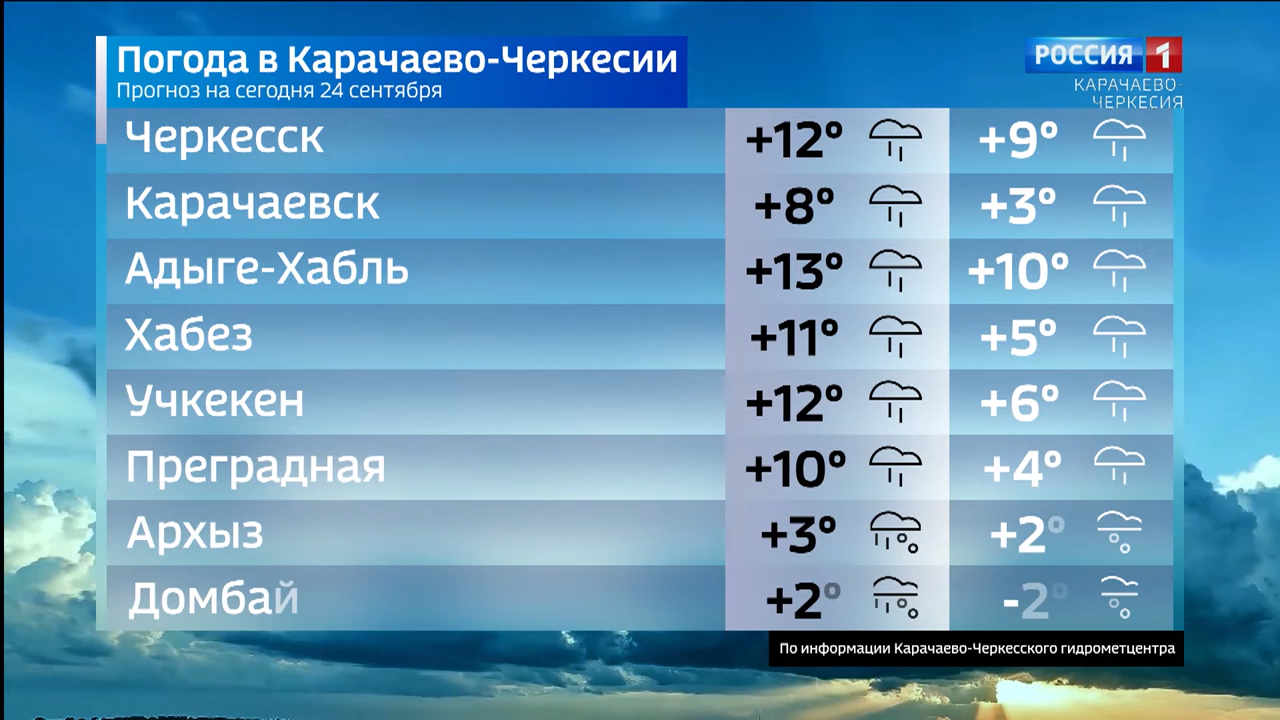 Погода в Карачаево-Черкесии
Прогноз на сегодня 24 сентября
РОССИЯ 1
КАРАЧАЕВО-
ЧЕРКЕСИЯ
Черкесск +12° +9°
Карачаевск +8° +3°
Адыге-Хабль +13° +10°
Хабез +11° +5°
Учкекен +12° +6°
Преградная +10° +4°
Архыз +3° +2°
Домбай +2° -2°
По информации Карачаево-Черкесского гидрометцентра